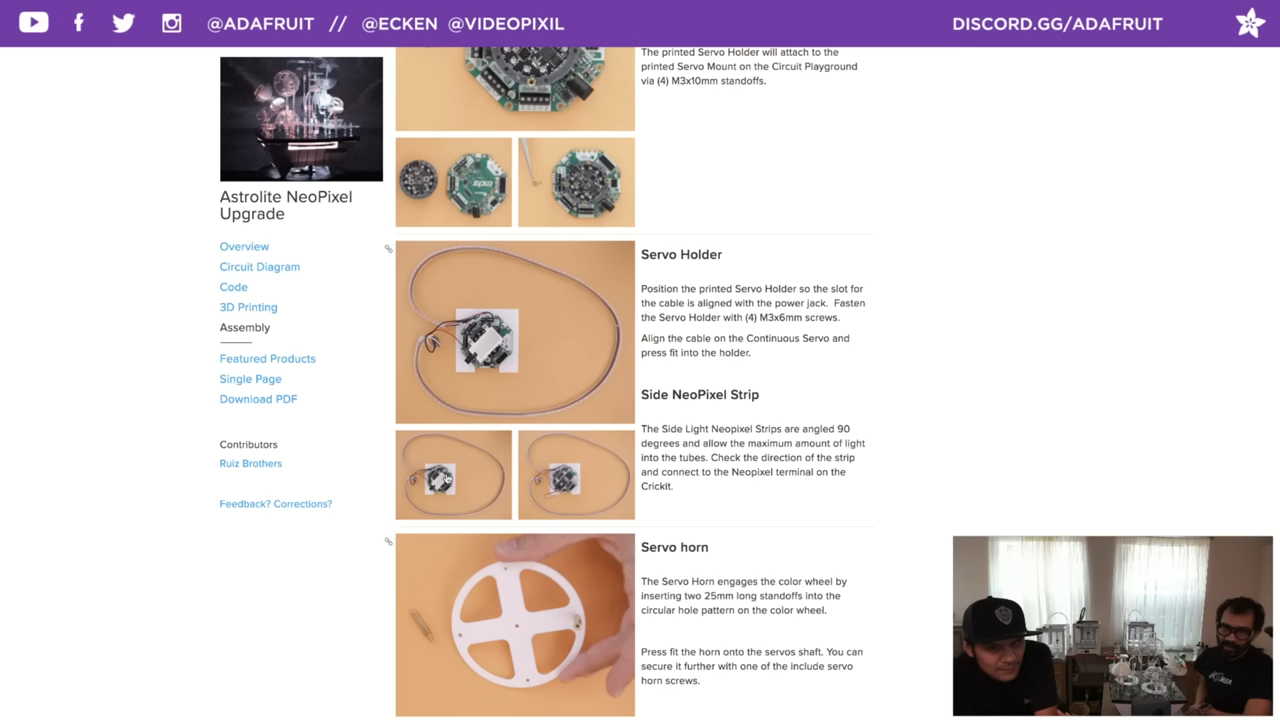 @ADAFRUIT // @ECKEN @VIDEOPIXIL
DISCORD.GG/ADAFRUIT
The printed Servo Holder will attach to the
printed Servo Mount on the Circuit Playground
via (4) M3x10mm standoffs.
Astrolite NeoPixel
Upgrade
Overview
Circuit Diagram
Code
3D Printing
Assembly
Featured Products
Single Page
Download PDF
Contributors
Ruiz Brothers
Feedback? Corrections?
Servo Holder
Position the printed Servo Holder so the slot for
the cable is aligned with the power jack. Fasten
the Servo Holder with (4) M3x6mm screws.
Align the cable on the Continuous Servo and
press fit into the holder.
Side NeoPixel Strip
The Side Light Neopixel Strips are angled 90
degrees and allow the maximum amount of light
into the tubes. Check the direction of the strip
and connect to the Neopixel terminal on the
Crickit.
Servo horn
The Servo Horn engages the color wheel by
inserting two 25mm long standoffs into the
circular hole pattern on the color wheel.
Press fit the horn onto the servos shaft. You can
secure it further with one of the include servo
horn screws.